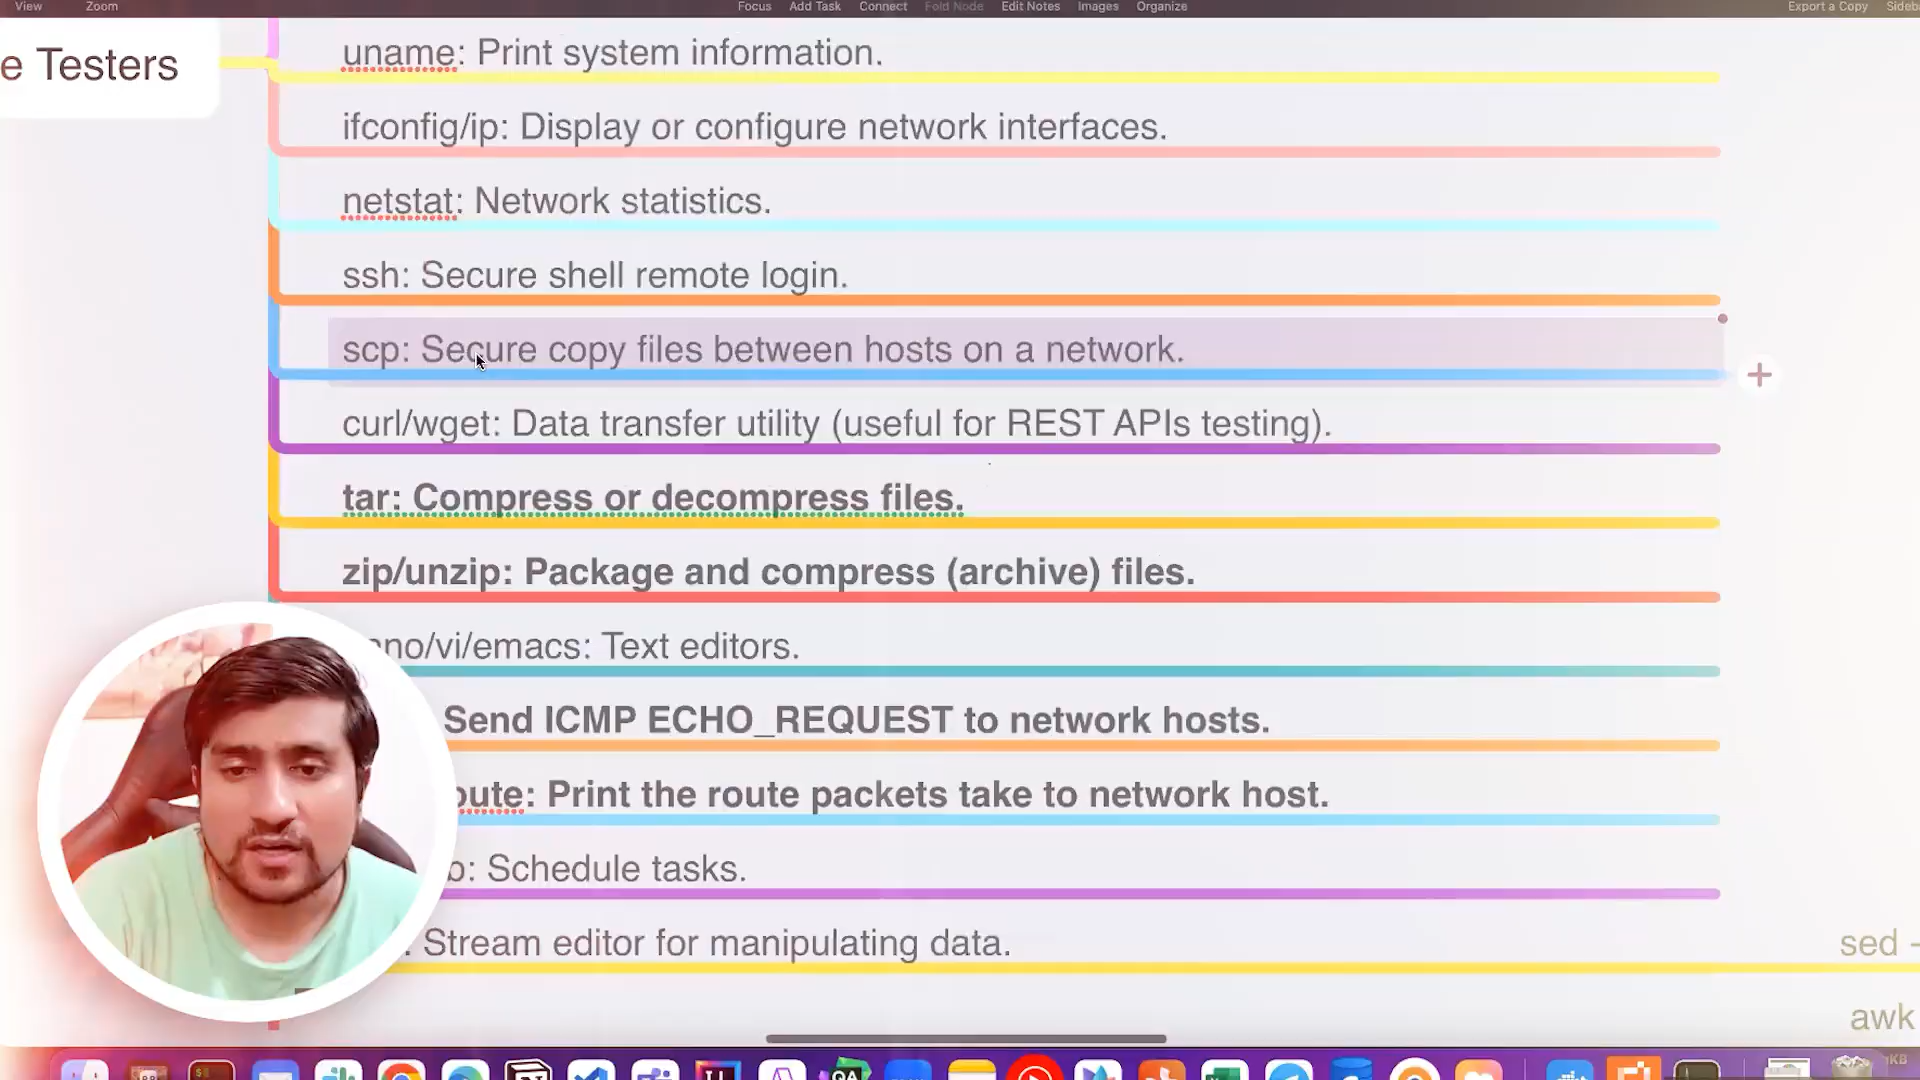 View Zoom Focus Add Task Connect Fold Node Edit Notes Images Organize Export a Copy
e Testers
uname: Print system information.
ifconfig/ip: Display or configure network interfaces.
netstat: Network statistics.
ssh: Secure shell remote login.
scp: Secure copy files between hosts on a network.
curl/wget: Data transfer utility (useful for REST APIs testing).
tar: Compress or decompress files.
zip/unzip: Package and compress (archive) files.
no/vi/emacs: Text editors.
Send ICMP ECHO_REQUEST to network hosts.
oute: Print the route packets take to network host.
b: Schedule tasks.
. Stream editor for manipulating data.
sed -
awk
QA
KB